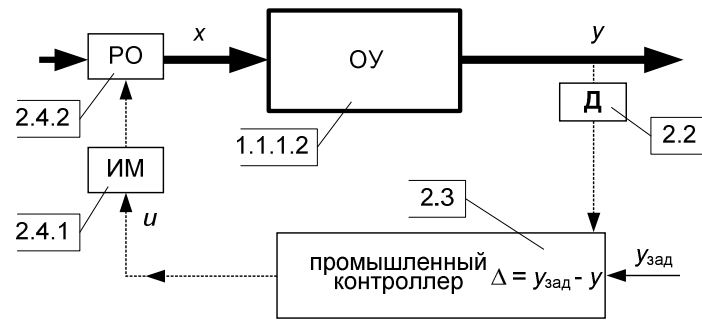 x
y
РО
ОУ
Д
2.4.2
1.1.1.2
2.2
ИМ
2.3
2.4.1
u
промышленный
контроллер
Δ = yзад - y
yзад